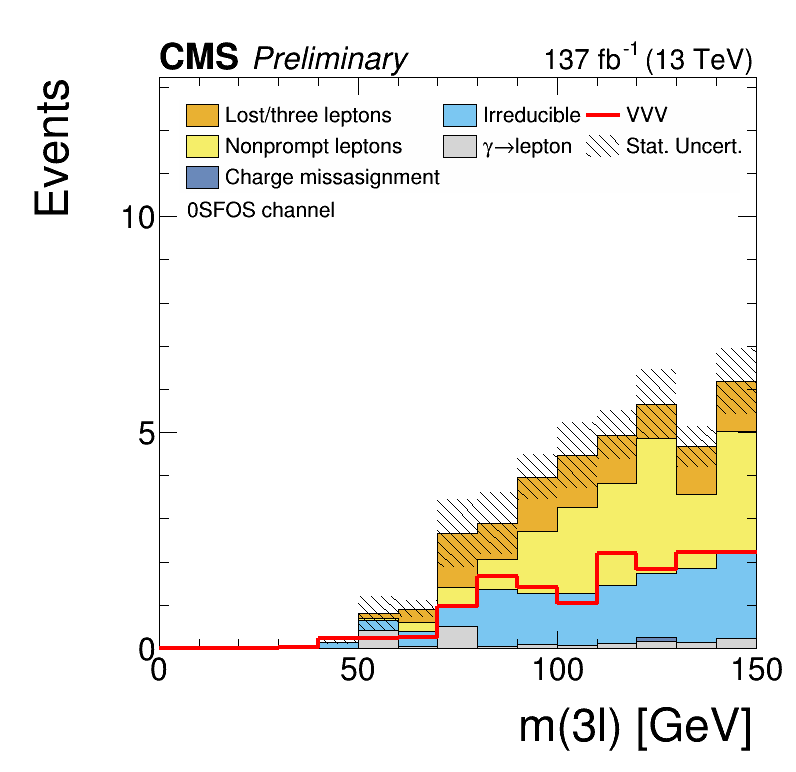 CMS Preliminary 137 fb⁻¹ (13 TeV)
Events
Lost/three leptons Irreducible VVV
Nonprompt leptons γ→lepton Stat. Uncert.
Charge missasignment
0SFOS channel
10
5
0
0 50 100 150
m(3l) [GeV]